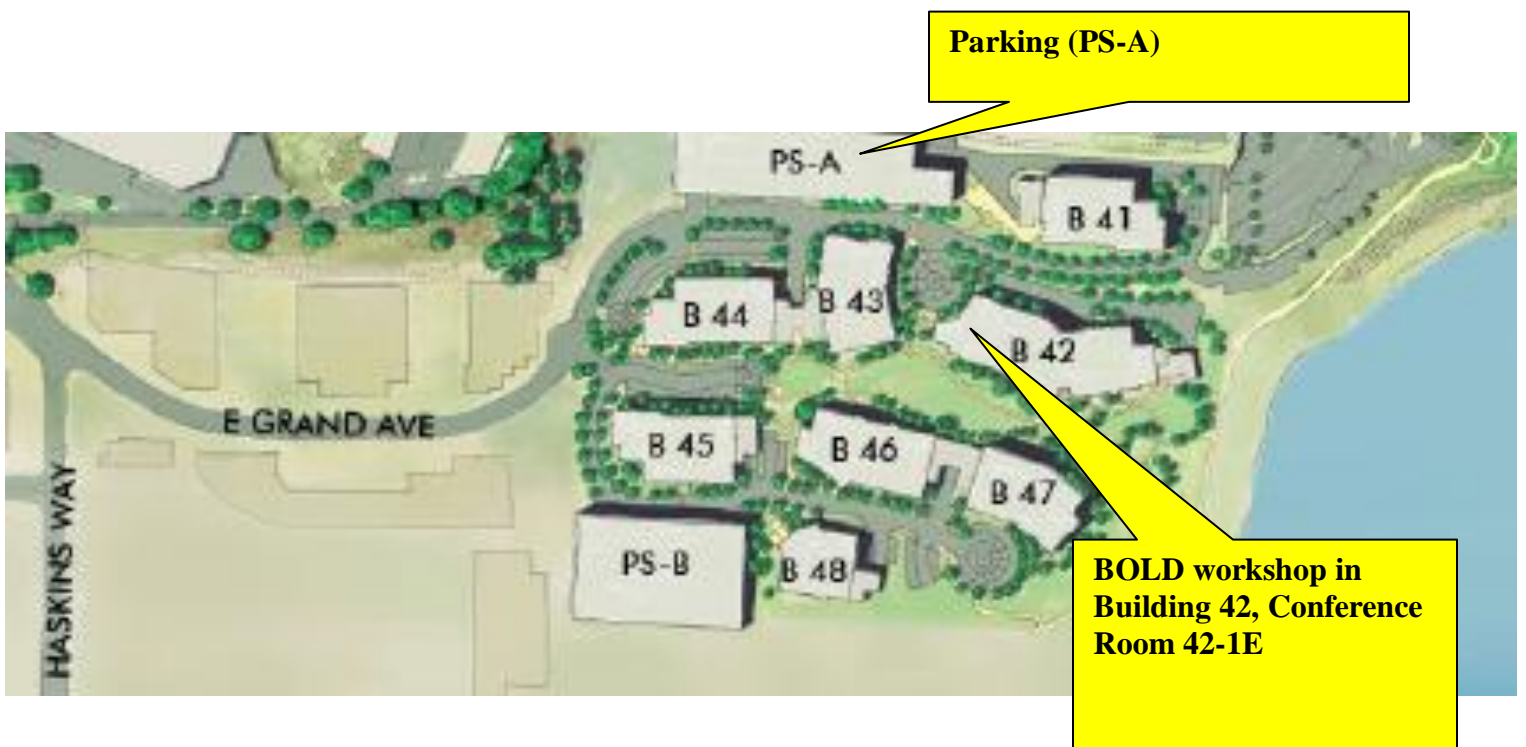 Parking (PS-A)
PS-A
B 41
B 43
B 44
B 42
E GRAND AVE
B 45
B 46
B 47
HASKINS WAY
PS-B
B 48
BOLD workshop in
Building 42, Conference
Room 42-1E